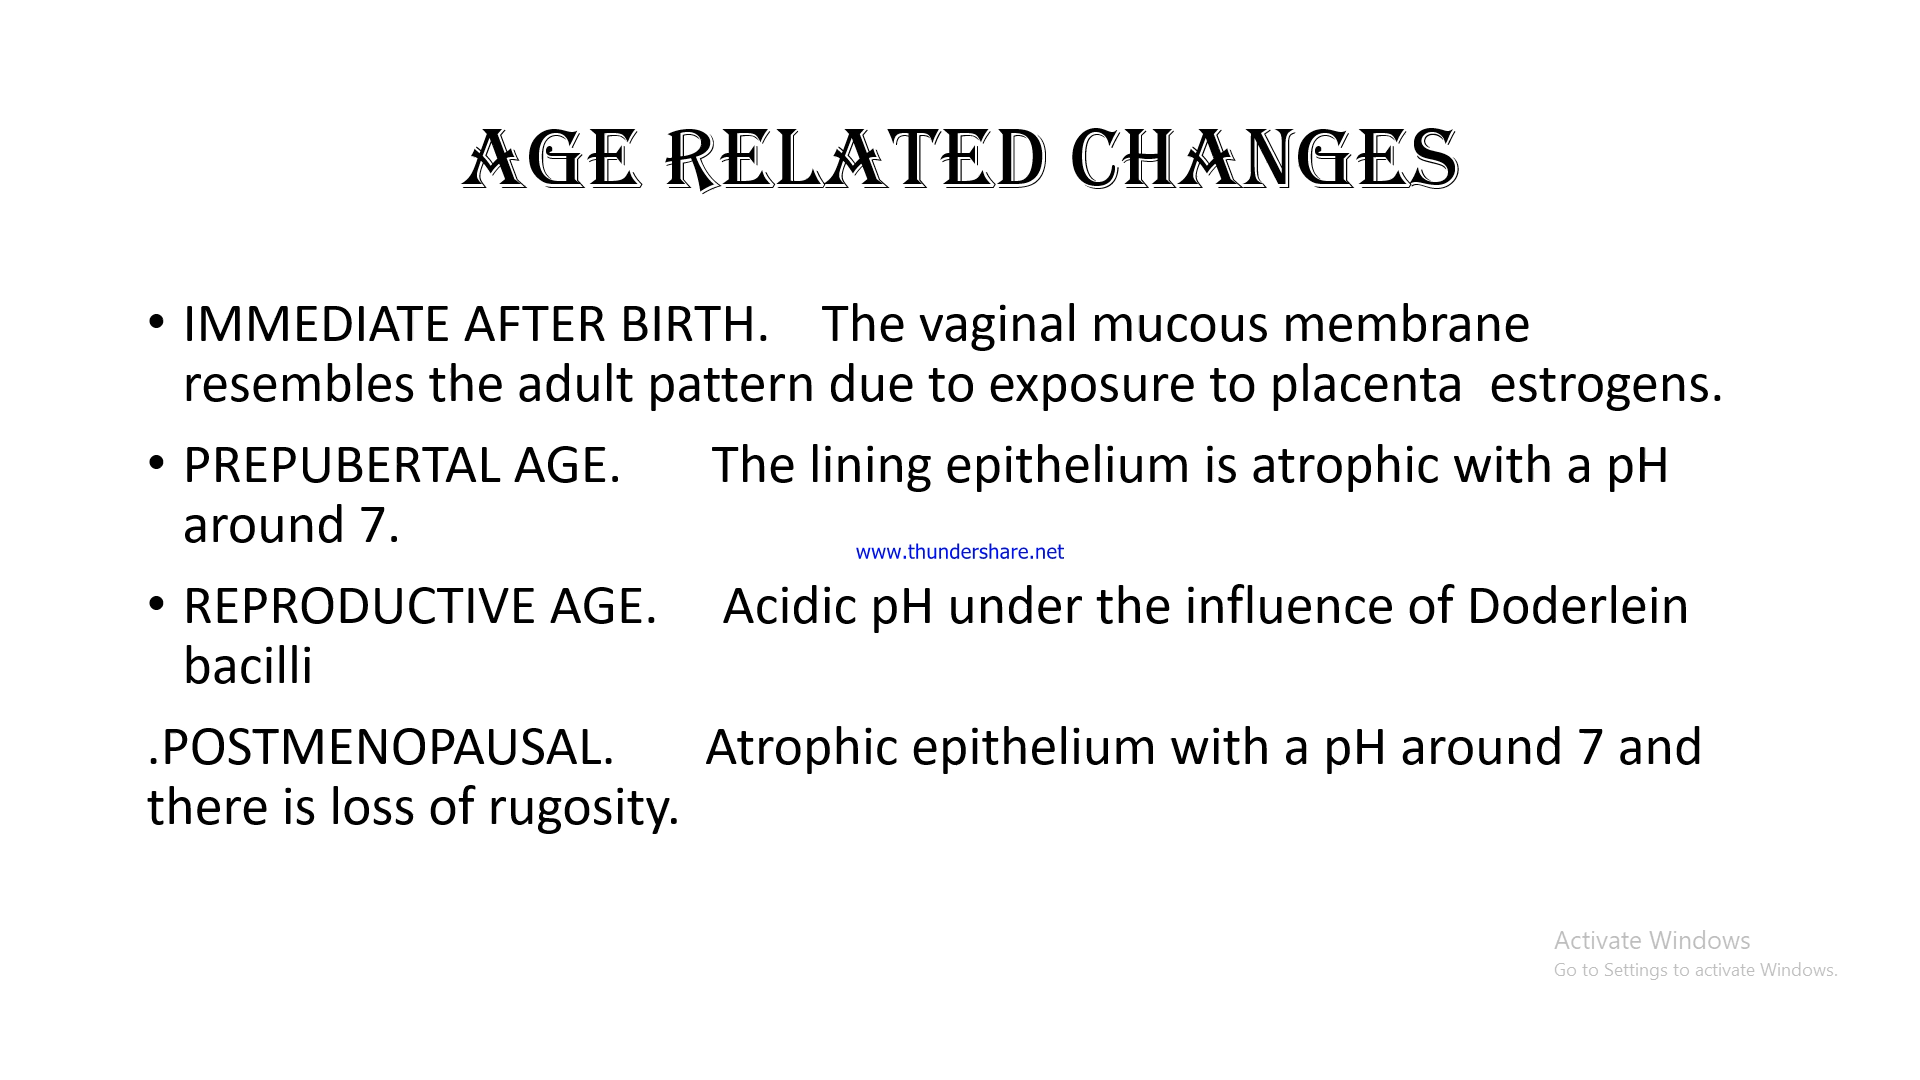 AGE RELATED CHANGES
• IMMEDIATE AFTER BIRTH. The vaginal mucous membrane
resembles the adult pattern due to exposure to placenta estrogens.
• PREPUBERTAL AGE. The lining epithelium is atrophic with a pH
around 7.
www.thundershare.net
• REPRODUCTIVE AGE. Acidic pH under the influence of Doderlein
bacilli
.POSTMENOPAUSAL. Atrophic epithelium with a pH around 7 and
there is loss of rugosity.
Activate Windows
Go to Settings to activate Windows.